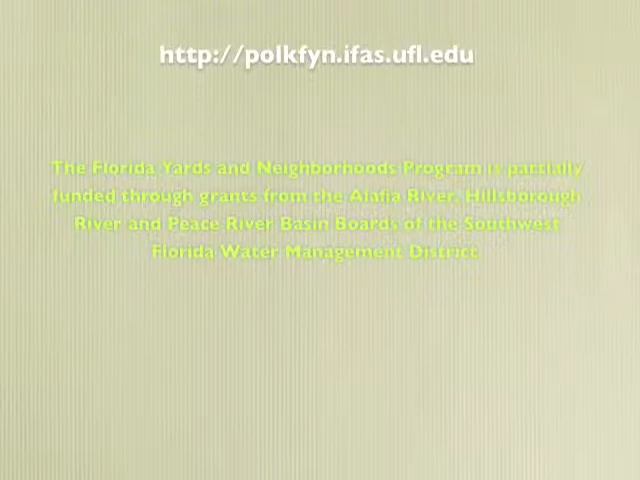 http://polkfyn.ifas.ufl.edu
The Florida Yards and Neighborhoods Program is partially
funded through grants from the Alafia River, Hillsborough
River and Peace River Basin Boards of the Southwest
Florida Water Management District